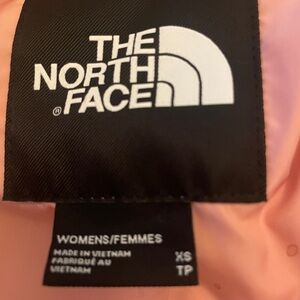 THE
NORTH
® FACE
WOMENS/FEMMES
MADE IN VIETNAM XS
FABRIQUÉ AU TP
VIETNAM